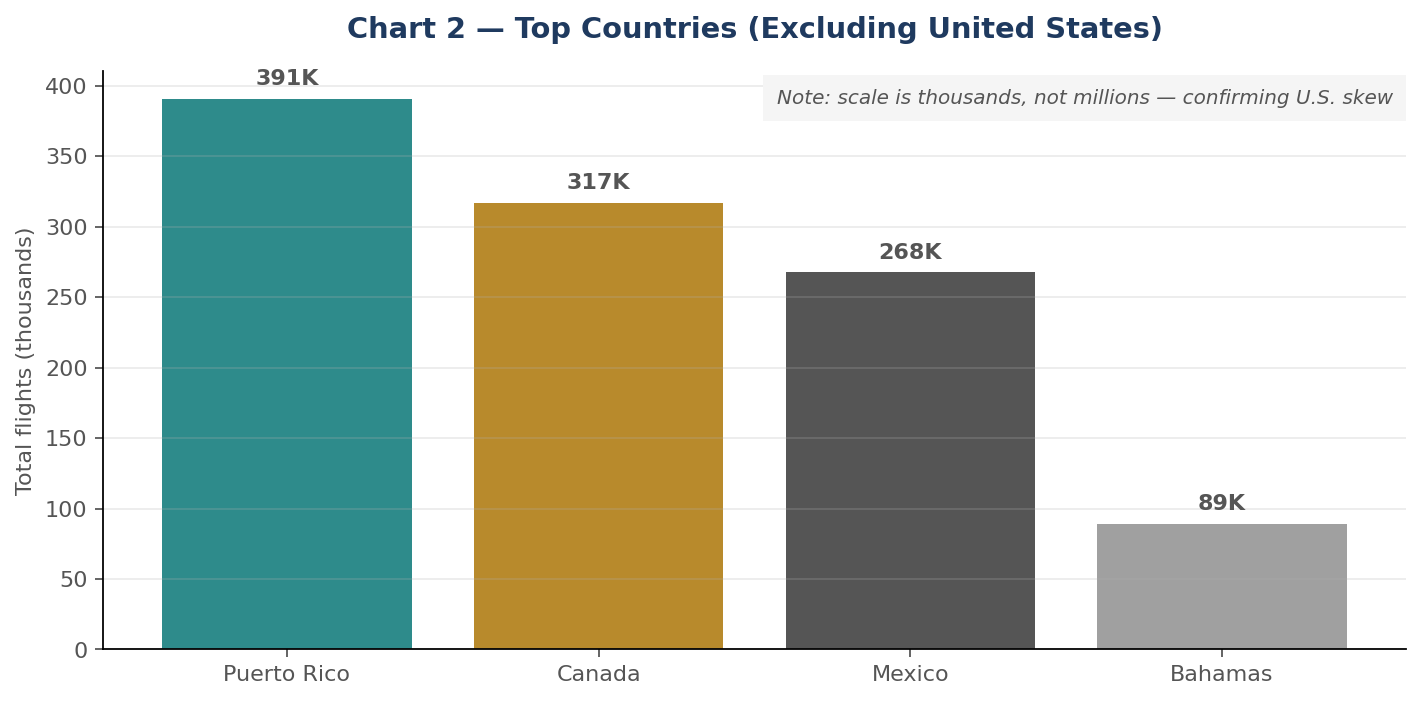 Chart 2 — Top Countries (Excluding United States)
Note: scale is thousands, not millions — confirming U.S. skew
Total flights (thousands)
400
350
300
250
200
150
100
50
0
391K
317K
268K
89K
Puerto Rico
Canada
Mexico
Bahamas